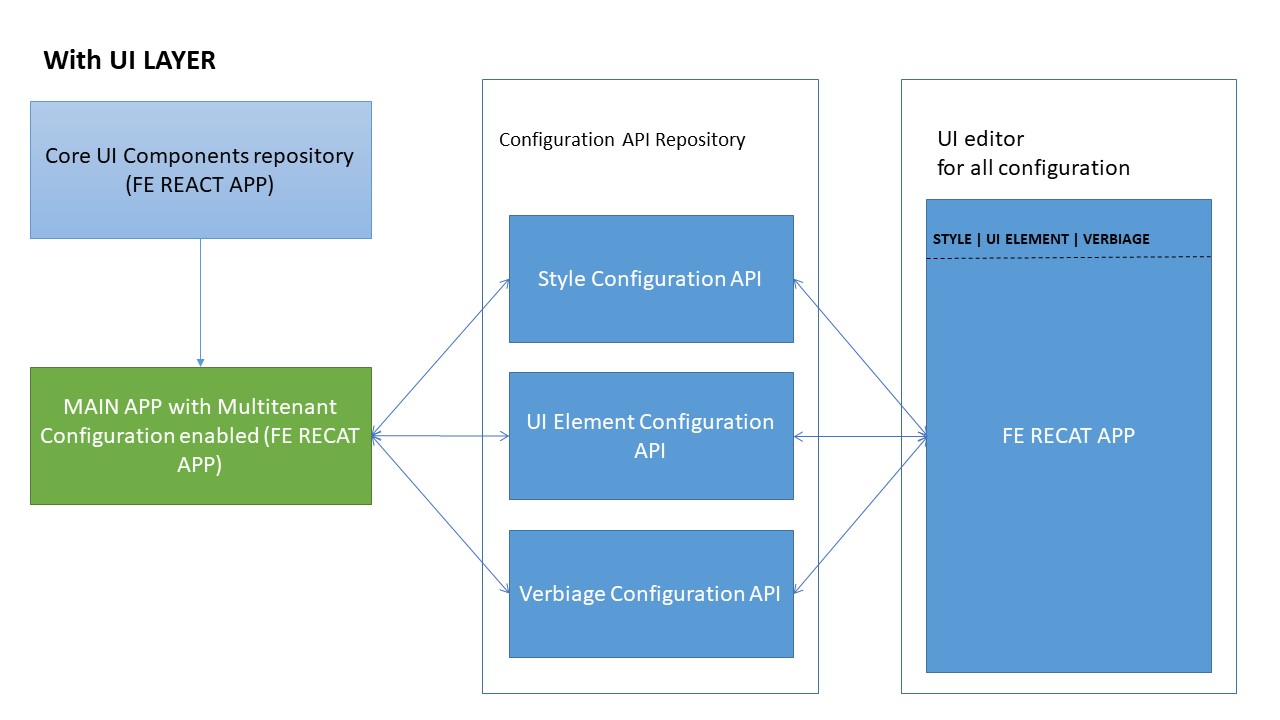 With UI LAYER
Core UI Components repository
(FE REACT APP)
MAIN APP with Multitenant
Configuration enabled (FE RECAT
APP)
Configuration API Repository
Style Configuration API
UI Element Configuration
API
Verbiage Configuration API
UI editor
for all configuration
STYLE | UI ELEMENT | VERBIAGE
FE RECAT APP